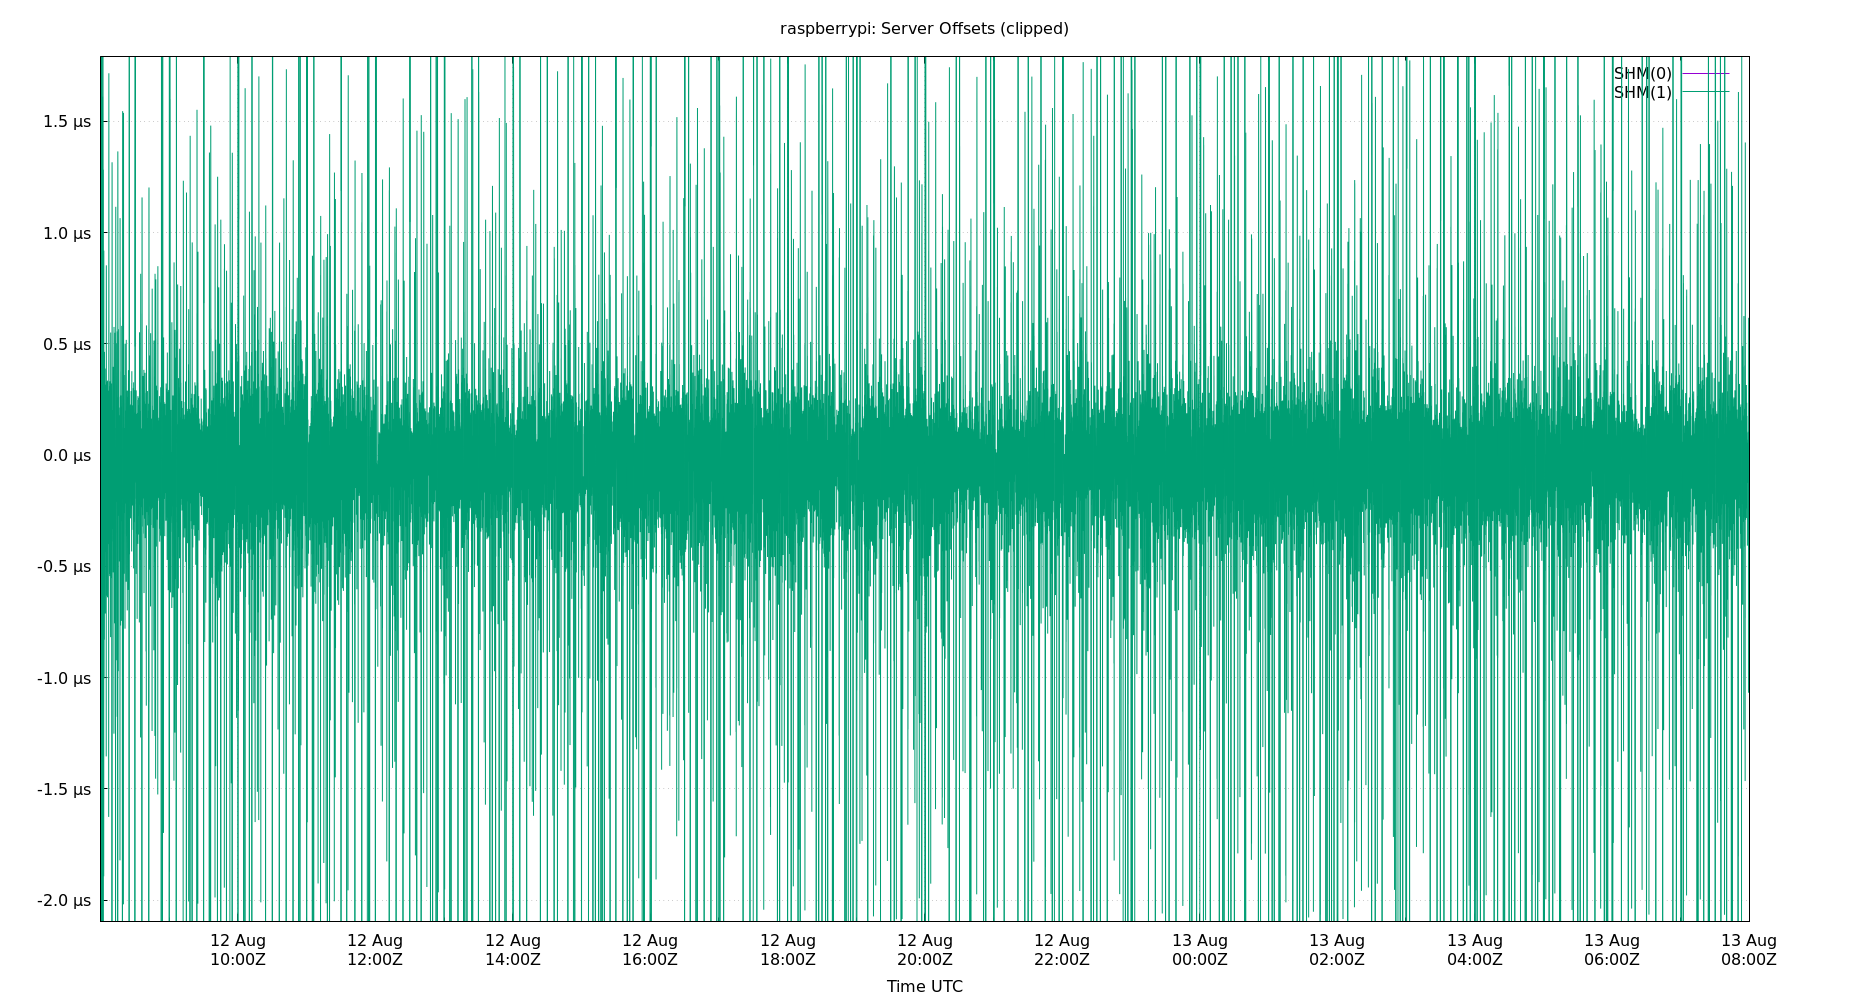 raspberrypi: Server Offsets (clipped)
SHM(0)
SHM(1)
1.5 µs
1.0 µs
0.5 µs
0.0 µs
-0.5 µs
-1.0 µs
-1.5 µs
-2.0 µs
12 Aug 12 Aug 12 Aug 12 Aug 12 Aug 12 Aug 12 Aug 13 Aug 13 Aug 13 Aug 13 Aug 13 Aug
10:00Z 12:00Z 14:00Z 16:00Z 18:00Z 20:00Z 22:00Z 00:00Z 02:00Z 04:00Z 06:00Z 08:00Z
Time UTC